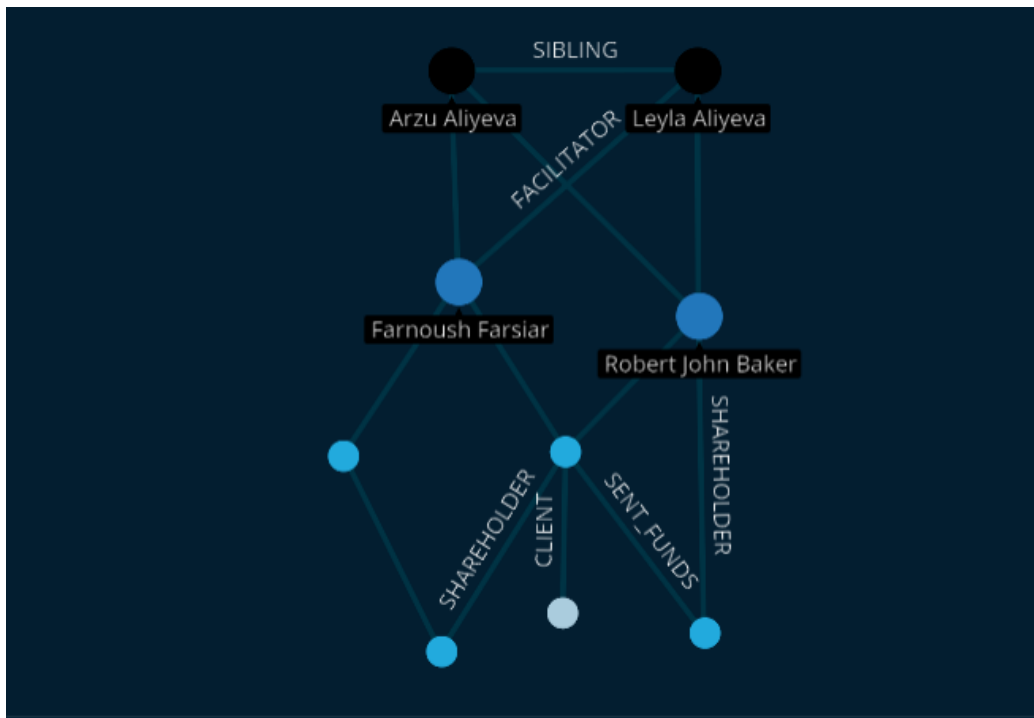 SIBLING
Arzu Aliyeva
Leyla Aliyeva
FACILITATOR
Farnoush Farsiar
Robert John Baker
SHAREHOLDER
CLIENT
SENT_FUNDS
SHAREHOLDER